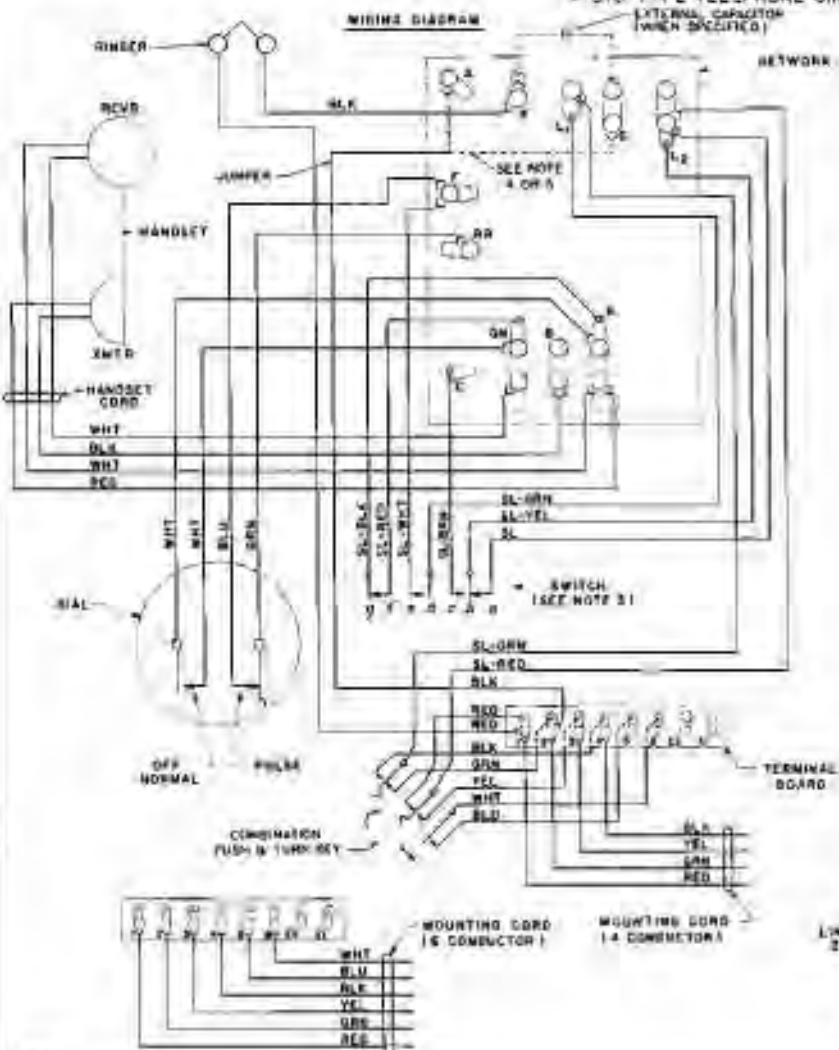 WIRING DIAGRAM
EXTERNAL CAPACITOR
(WHEN SPECIFIED)
NETWORK
RINGER
RCVR
BLK
A
K
L1
C
L2
JUMPER
SEE NOTE
4 OR 5
F
RR
HANDSET
R
GN
B
XMTR
C
HANDSET
CORD
WHT
BLK
WHT
RED
WHT
WHT
BLU
GRN
SL-BLK
SL-RED
SL-WHT
SL-BRN
SL-GRN
SL-YEL
SL
SWITCH
DIAL
SL-GRN
SL-RED
BLK
RED
RED
BLK
GRN
YEL
WHT
BLU
OFF
NORMAL
PULSE
TERMINAL
BOARD
COMBINATION
PUSH & TURN KEY
BLK
YEL
GRN
RED
MOUNTING CORD
(6 CONDUCTOR)
MOUNTING CORD
(4 CONDUCTOR)
WHT
BLU
BLK
YEL
GRN
RED